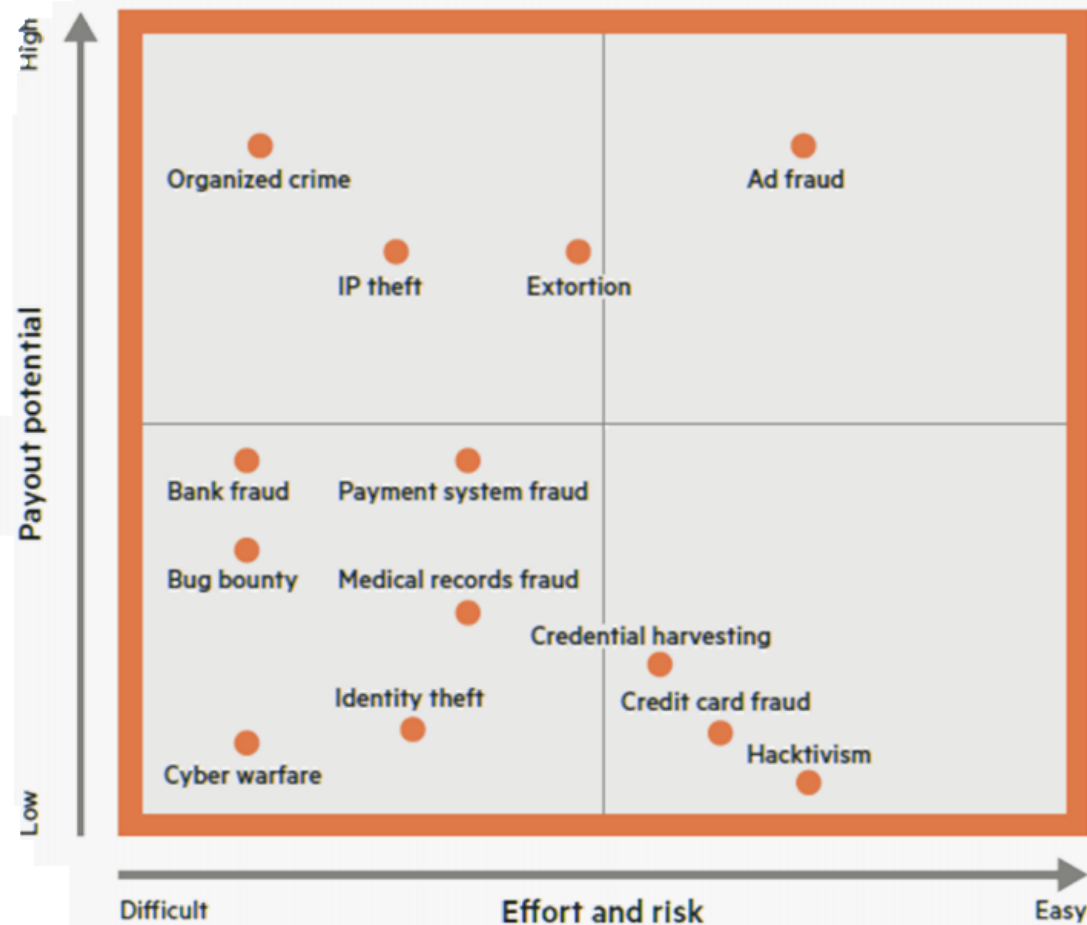 High
Organized crime
Ad fraud
IP theft
Extortion
Payout potential
Bank fraud
Payment system fraud
Bug bounty
Medical records fraud
Credential harvesting
Identity theft
Credit card fraud
Hacktivism
Cyber warfare
Low
Difficult
Effort and risk
Easy